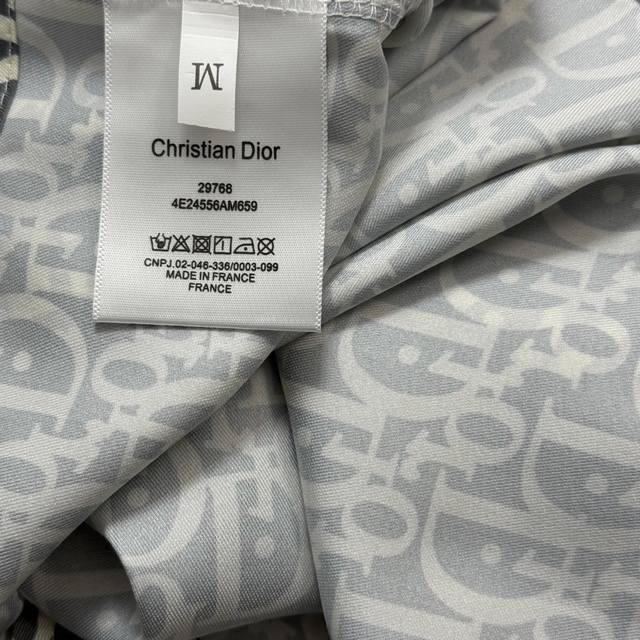 M
Christian Dior
29768
4E24556AM659
CNPJ.02-046-336/0003-099
MADE IN FRANCE
FRANCE